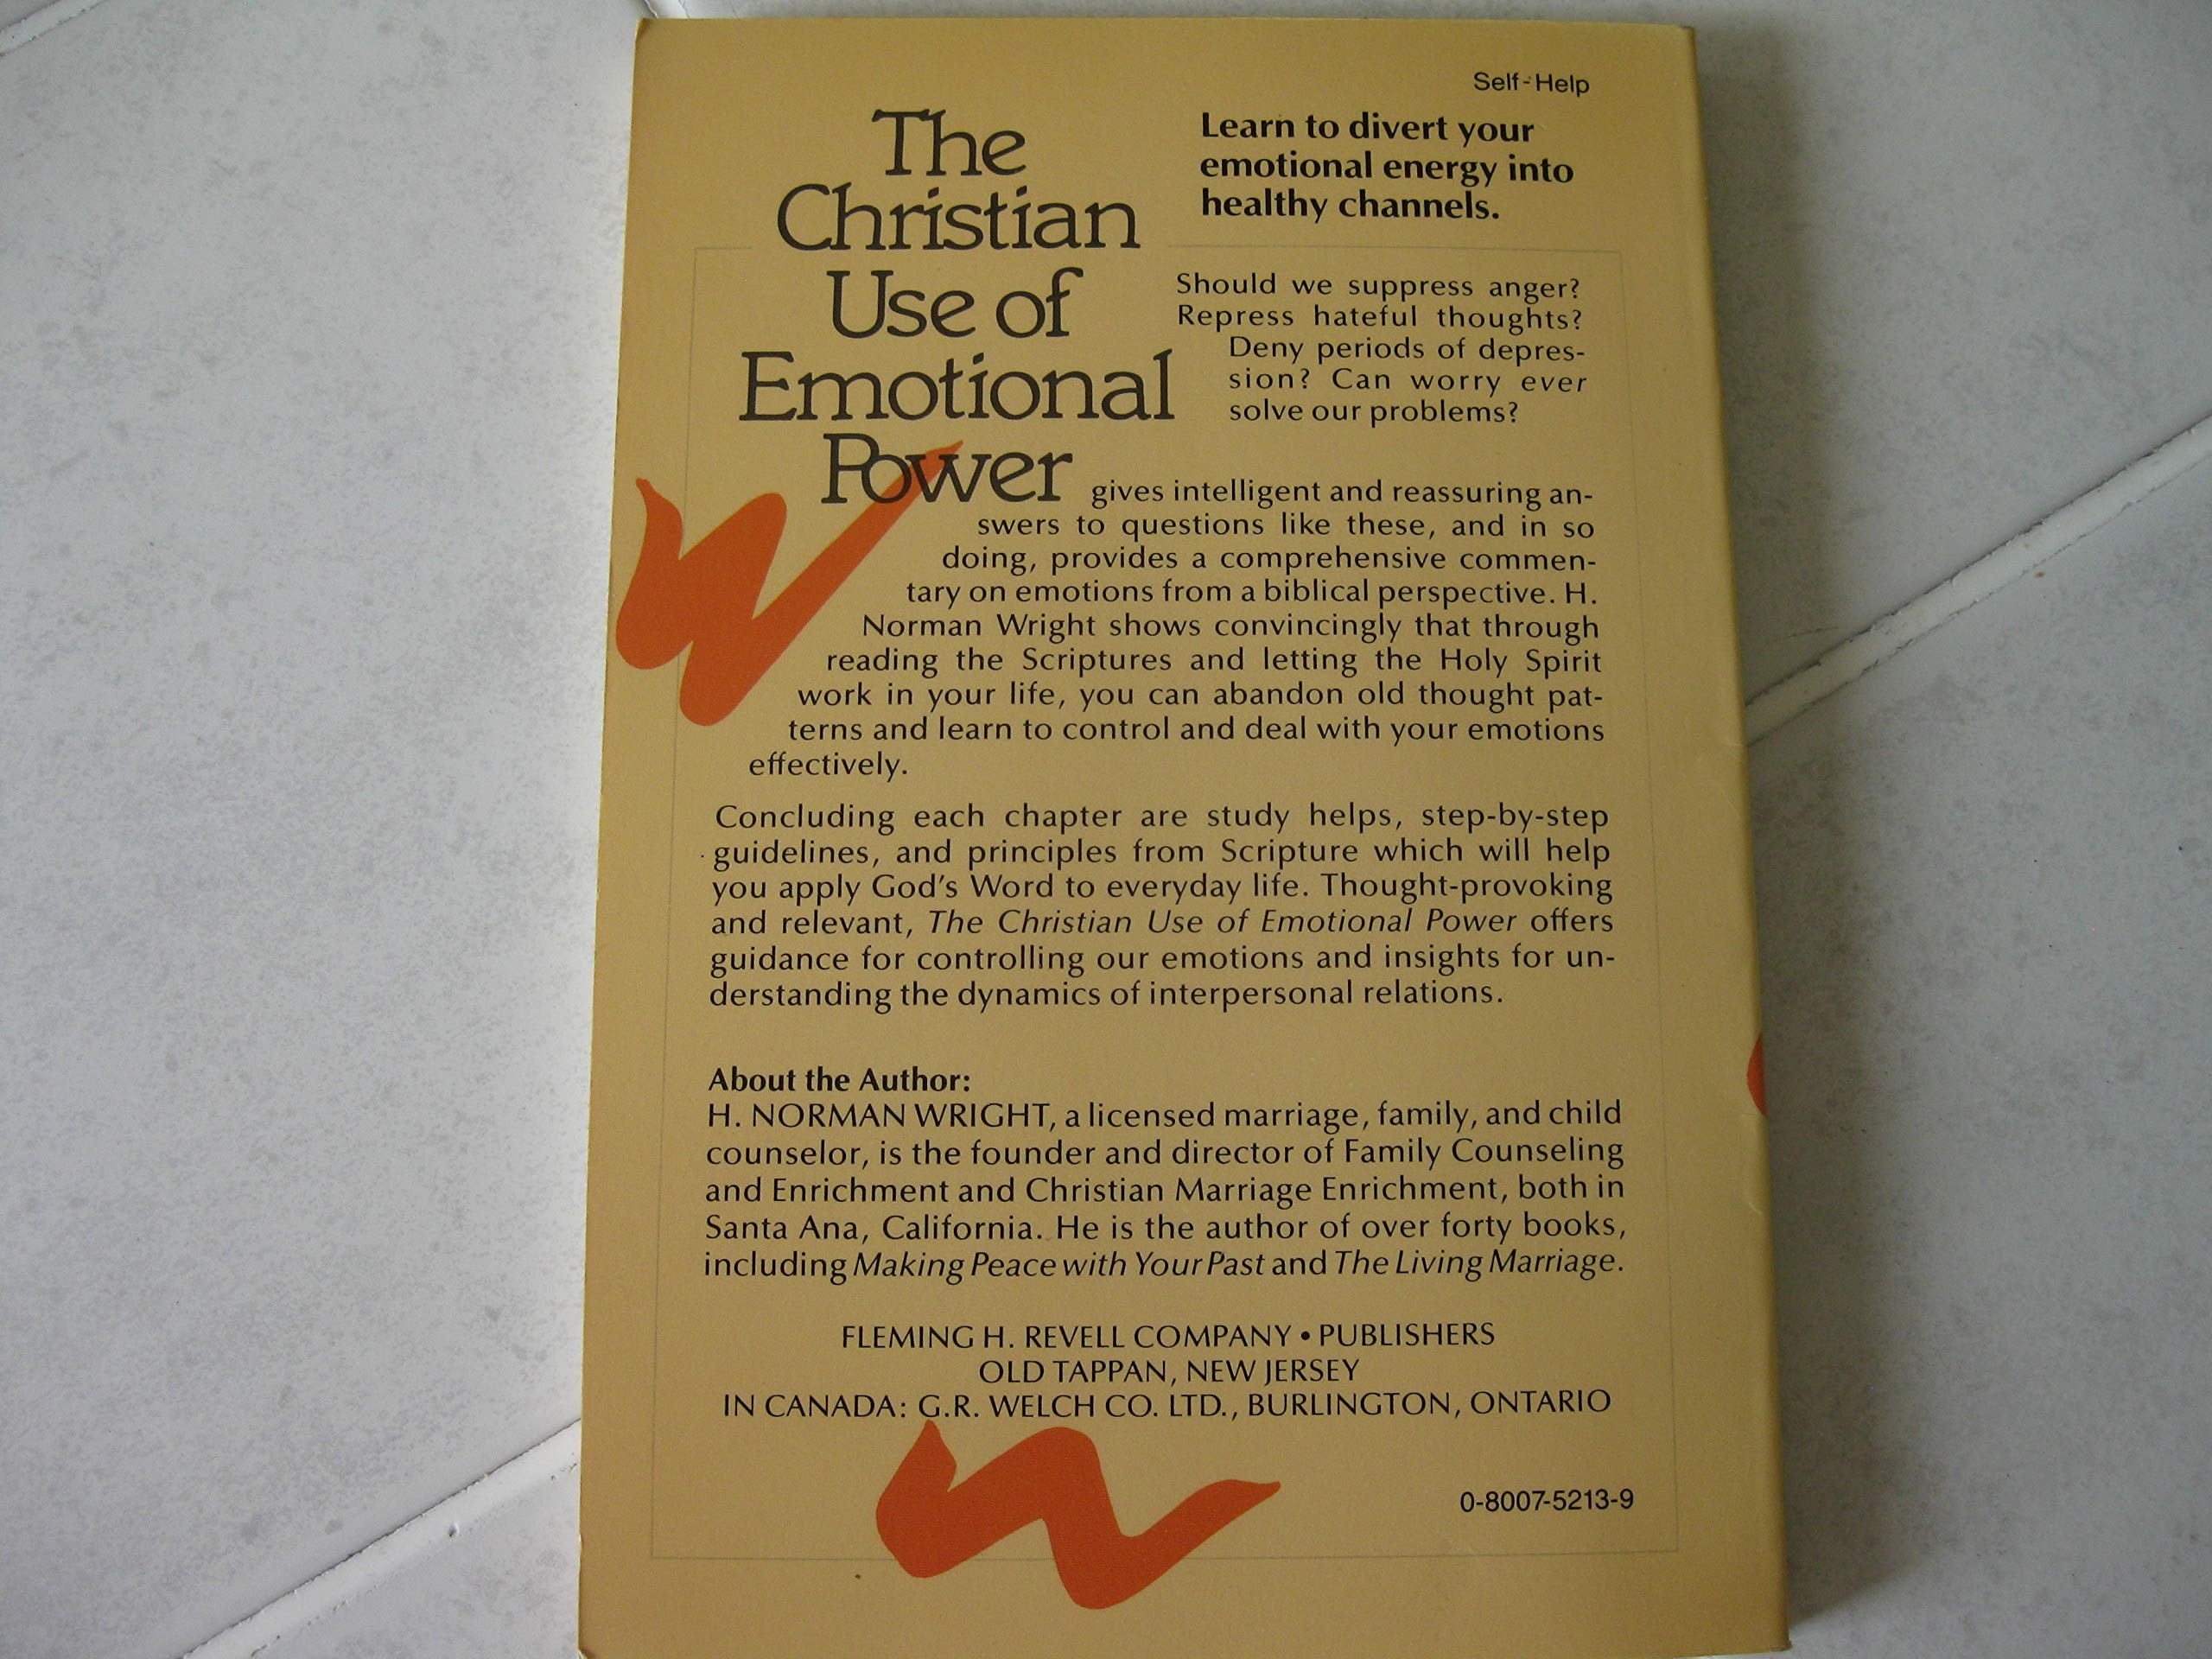 Self-Help
The
Christian
Use of
Emotional
Power
Learn to divert your
emotional energy into
healthy channels.
Should we suppress anger?
Repress hateful thoughts?
Deny periods of depres-
sion? Can worry ever
solve our problems?
gives intelligent and reassuring an-
swers to questions like these, and in so
doing, provides a comprehensive commen-
tary on emotions from a biblical perspective. H.
Norman Wright shows convincingly that through
reading the Scriptures and letting the Holy Spirit
work in your life, you can abandon old thought pat-
terns and learn to control and deal with your emotions
effectively.
Concluding each chapter are study helps, step-by-step
guidelines, and principles from Scripture which will help
you apply God's Word to everyday life. Thought-provoking
and relevant, The Christian Use of Emotional Power offers
guidance for controlling our emotions and insights for un-
derstanding the dynamics of interpersonal relations.
About the Author:
H. NORMAN WRIGHT, a licensed marriage, family, and child
counselor, is the founder and director of Family Counseling
and Enrichment and Christian Marriage Enrichment, both in
Santa Ana, California. He is the author of over forty books,
including Making Peace with Your Past and The Living Marriage.
FLEMING H. REVELL COMPANY • PUBLISHERS
OLD TAPPAN, NEW JERSEY
IN CANADA: G.R. WELCH CO. LTD., BURLINGTON, ONTARIO
0-8007-5213-9